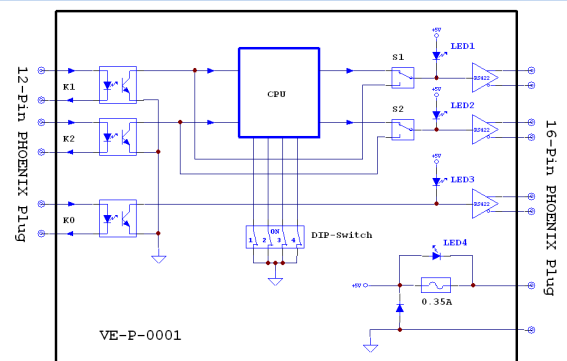 12-Pin PHOENIX Plug
K1
K2
K0
CPU
S1
S2
+5V
LED1
RS422
+5V
LED2
RS422
+5V
LED3
RS422
ON
1 2 3 4
DIP-Switch
LED4
+5V
0.35A
16-Pin PHOENIX Plug
VE-P-0001